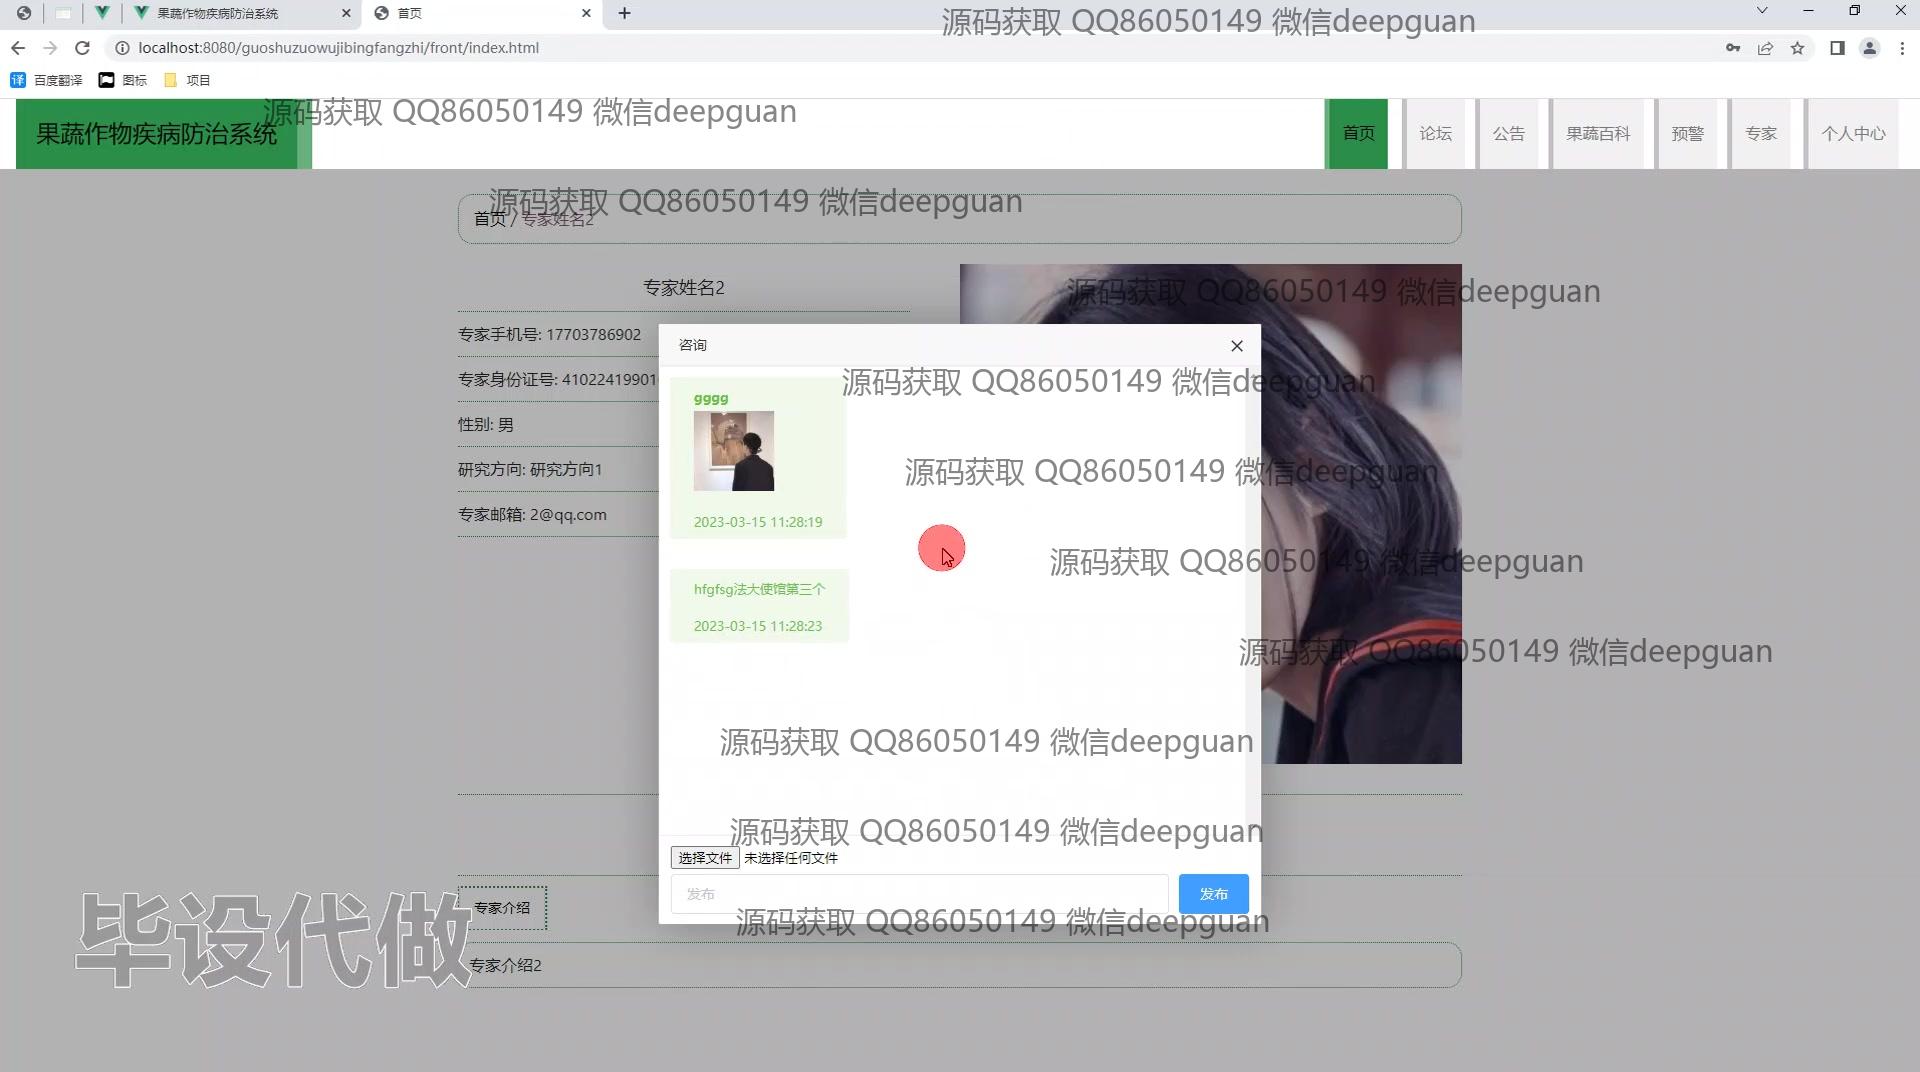 果蔬作物疾病防治系统
首页
源码获取 QQ86050149 微信deepguan
localhost:8080/guoshuzuowujibingfangzhi/front/index.html
百度翻译 图标 项目
源码获取 QQ86050149 微信deepguan
果蔬作物疾病防治系统
首页 论坛 公告 果蔬百科 预警 专家 个人中心
源码获取 QQ86050149 微信deepguan
首页 / 专家姓名2
专家姓名2
源码获取 QQ86050149 微信deepguan
专家手机号: 17703786902
咨询
专家身份证号: 41022419901
源码获取 QQ86050149 微信deepguan
gggg
性别: 男
研究方向: 研究方向1
源码获取 QQ86050149 微信deepguan
专家邮箱: 2@qq.com
2023-03-15 11:28:19
源码获取 QQ86050149 微信deepguan
hfgfsg法大使馆第三个
2023-03-15 11:28:23
源码获取 QQ86050149 微信deepguan
源码获取 QQ86050149 微信deepguan
源码获取 QQ86050149 微信deepguan
选择文件 未选择任何文件
发布 发布
专家介绍
源码获取 QQ86050149 微信deepguan
毕设代做
专家介绍2